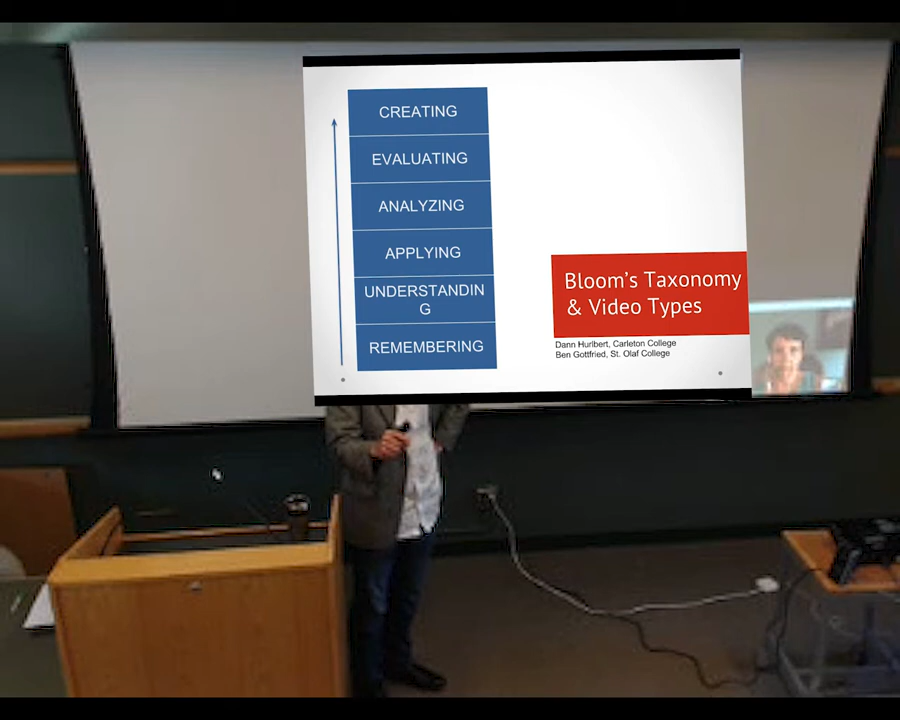 CREATING
EVALUATING
ANALYZING
APPLYING
UNDERSTANDIN
G
REMEMBERING
Bloom's Taxonomy
& Video Types
Dann Hurlbert, Carleton College
Ben Gottfried, St. Olaf College